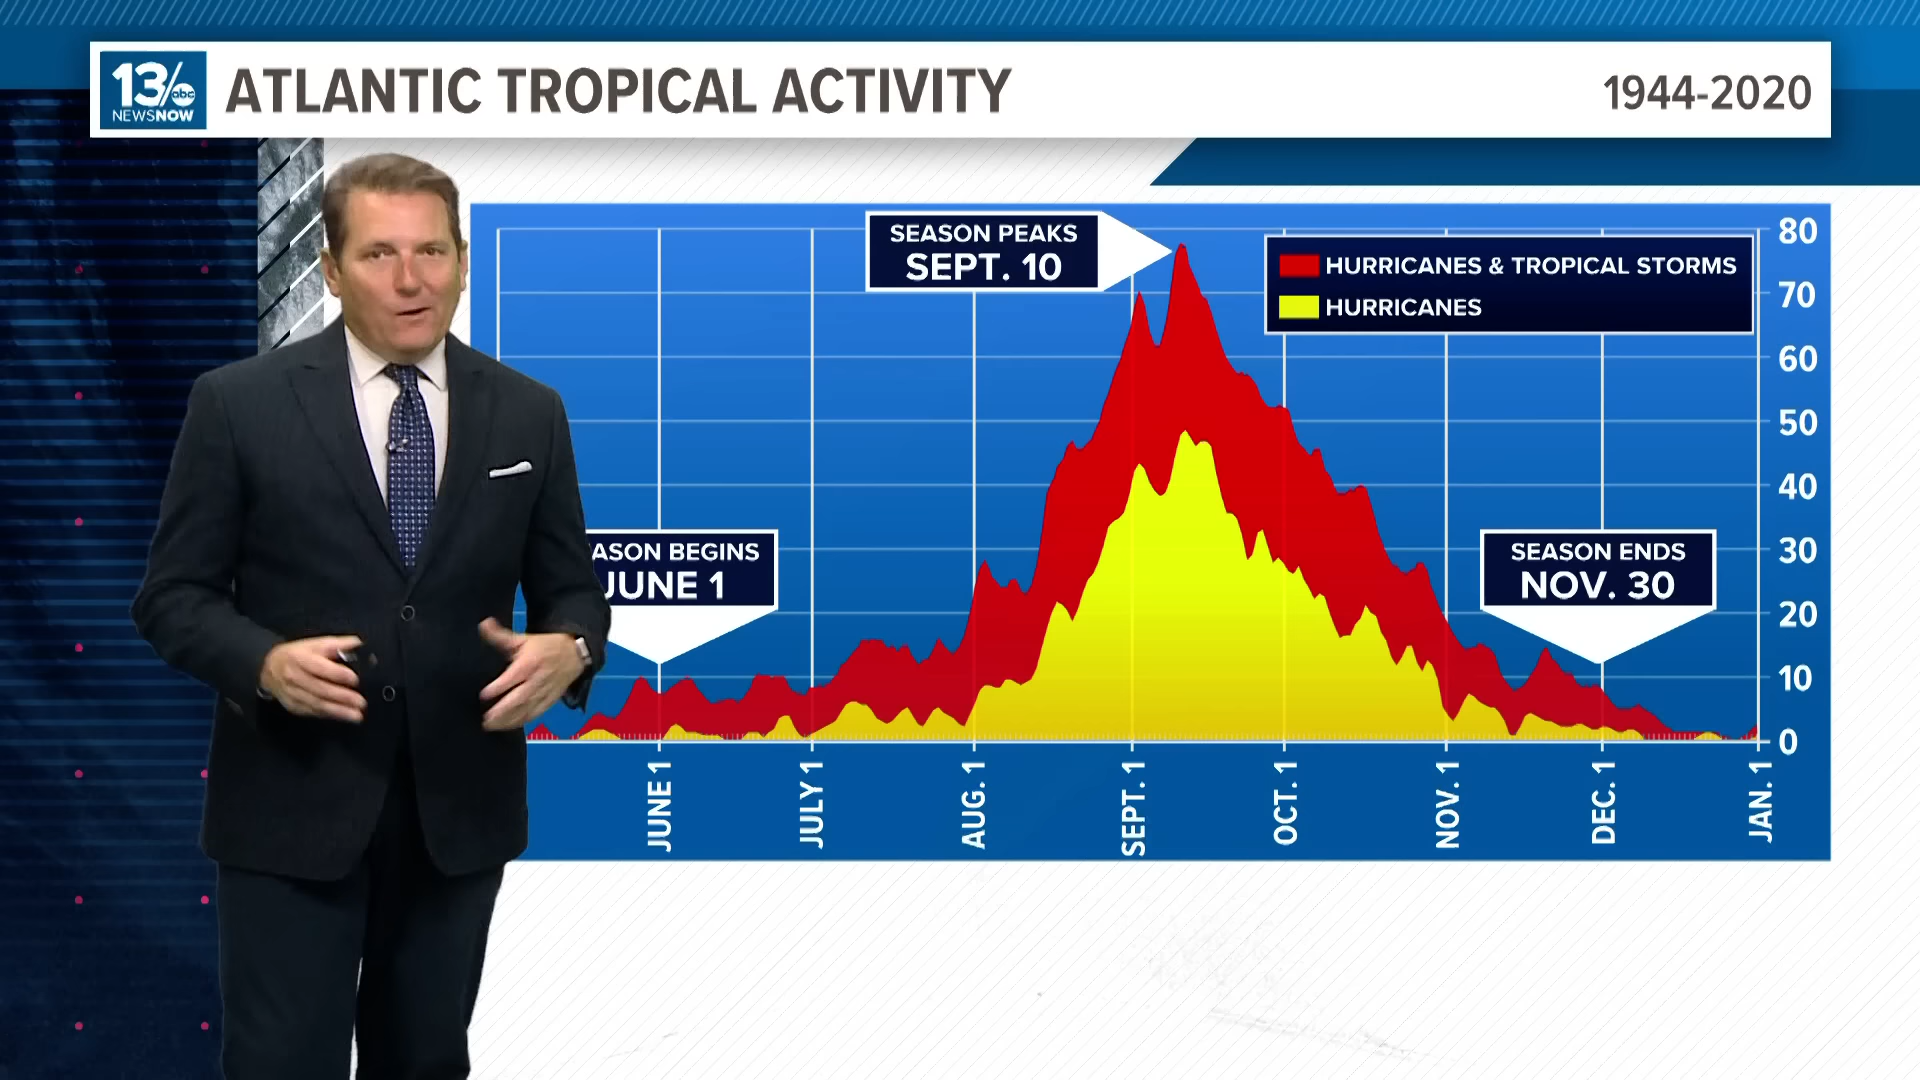 13/abc
NEWSNOW
ATLANTIC TROPICAL ACTIVITY
1944-2020
SEASON PEAKS
SEPT. 10
HURRICANES & TROPICAL STORMS
HURRICANES
ASON BEGINS
JUNE 1
SEASON ENDS
NOV. 30
80
70
60
50
40
30
20
10
0
JUNE 1
JULY 1
AUG. 1
SEPT. 1
OCT. 1
NOV. 1
DEC. 1
JAN. 1